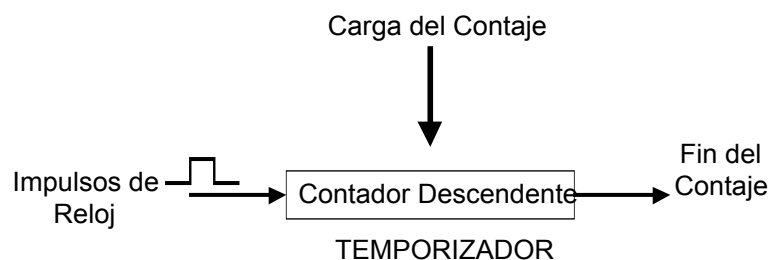 Carga del Contaje
Impulsos de
Reloj
Contador Descendente
Fin del
Contaje
TEMPORIZADOR